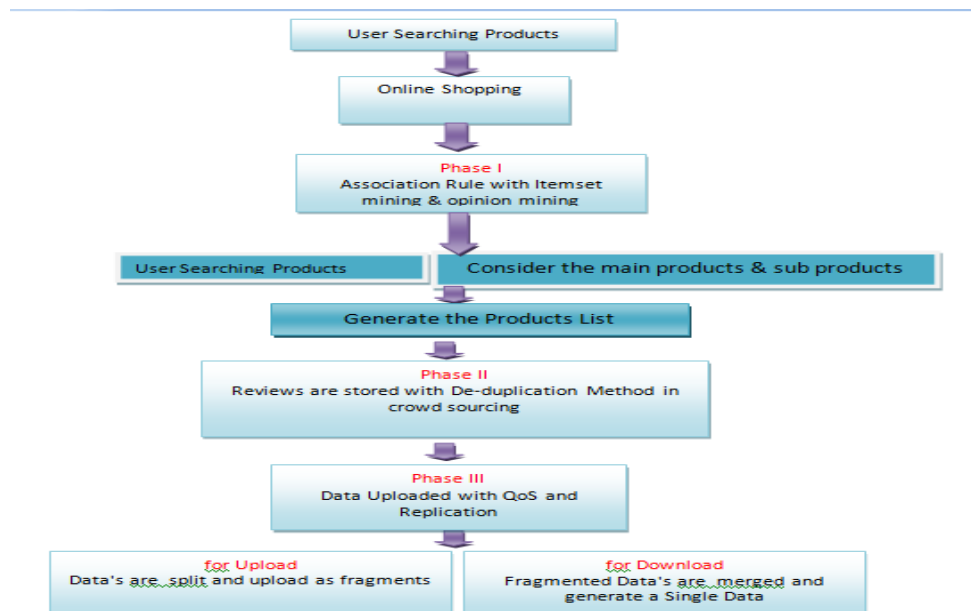 User Searching Products
Online Shopping
Phase I
Association Rule with Itemset
mining & opinion mining
User Searching Products
Consider the main products & sub products
Generate the Products List
Phase II
Reviews are stored with De-duplication Method in
crowd sourcing
Phase III
Data Uploaded with QoS and
Replication
for Upload
Data's are split and upload as fragments
for Download
Fragmented Data's are merged and
generate a Single Data